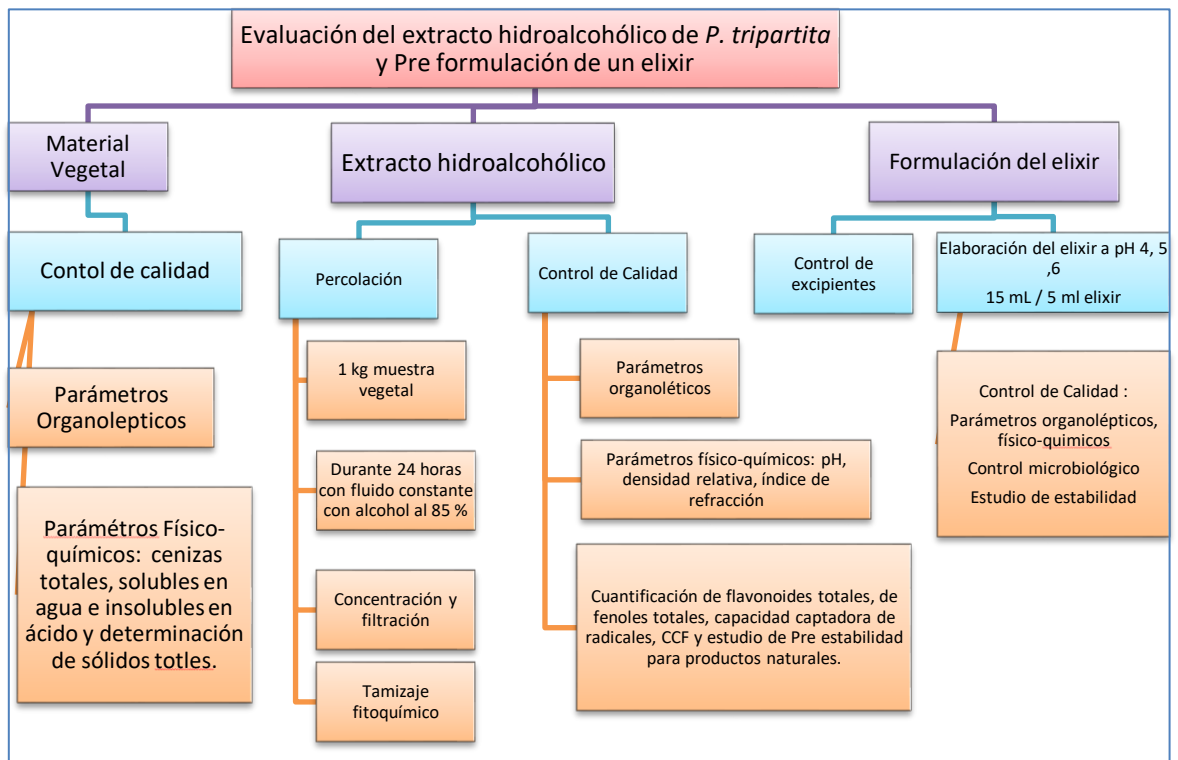 Evaluación del extracto hidroalcohólico de P. tripartita
y Pre formulación de un elixir
Material
Vegetal
Extracto hidroalcohólico
Formulación del elixir
Contol de calidad
Percolación
Control de Calidad
Control de
excipientes
Elaboración del elixir a pH 4, 5
,6
15 mL / 5 ml elixir
Parámetros
Organolepticos
Parámétros Físico-
químicos: cenizas
totales, solubles en
agua e insolubles en
ácido y determinación
de sólidos totles.
1 kg muestra
vegetal
Durante 24 horas
con fluido constante
con alcohol al 85 %
Concentración y
filtración
Tamizaje
fitoquímico
Parámetros
organoléticos
Parámetros físico-químicos: pH,
densidad relativa, índice de
refracción
Cuantificación de flavonoides totales, de
fenoles totales, capacidad captadora de
radicales, CCF y estudio de Pre estabilidad
para productos naturales.
Control de Calidad :
Parámetros organolépticos,
físico-quimicos
Control microbiológico
Estudio de estabilidad